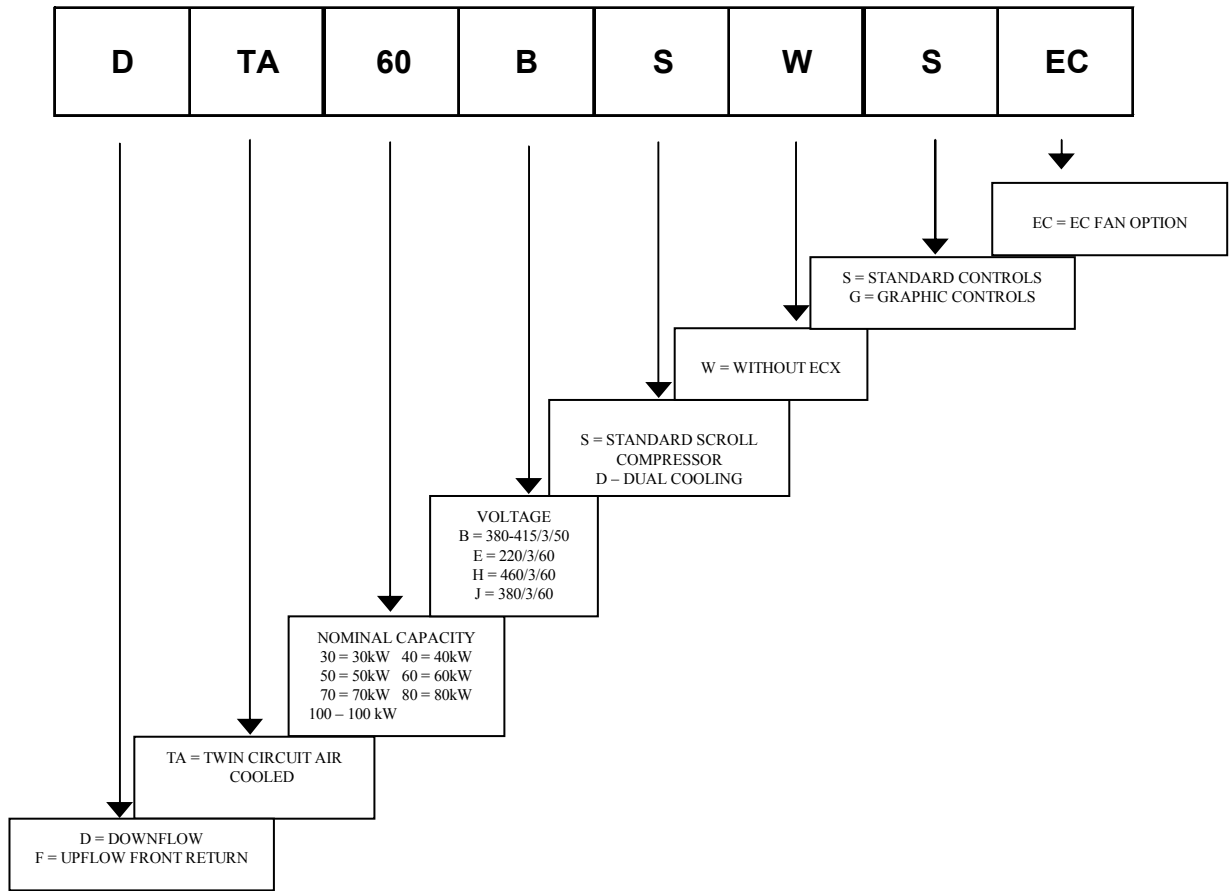 D TA 60 B S W S EC
EC = EC FAN OPTION
S = STANDARD CONTROLS
G = GRAPHIC CONTROLS
W = WITHOUT ECX
S = STANDARD SCROLL
COMPRESSOR
D – DUAL COOLING
VOLTAGE
B = 380-415/3/50
E = 220/3/60
H = 460/3/60
J = 380/3/60
NOMINAL CAPACITY
30 = 30kW 40 = 40kW
50 = 50kW 60 = 60kW
70 = 70kW 80 = 80kW
100 – 100 kW
TA = TWIN CIRCUIT AIR
COOLED
D = DOWNFLOW
F = UPFLOW FRONT RETURN